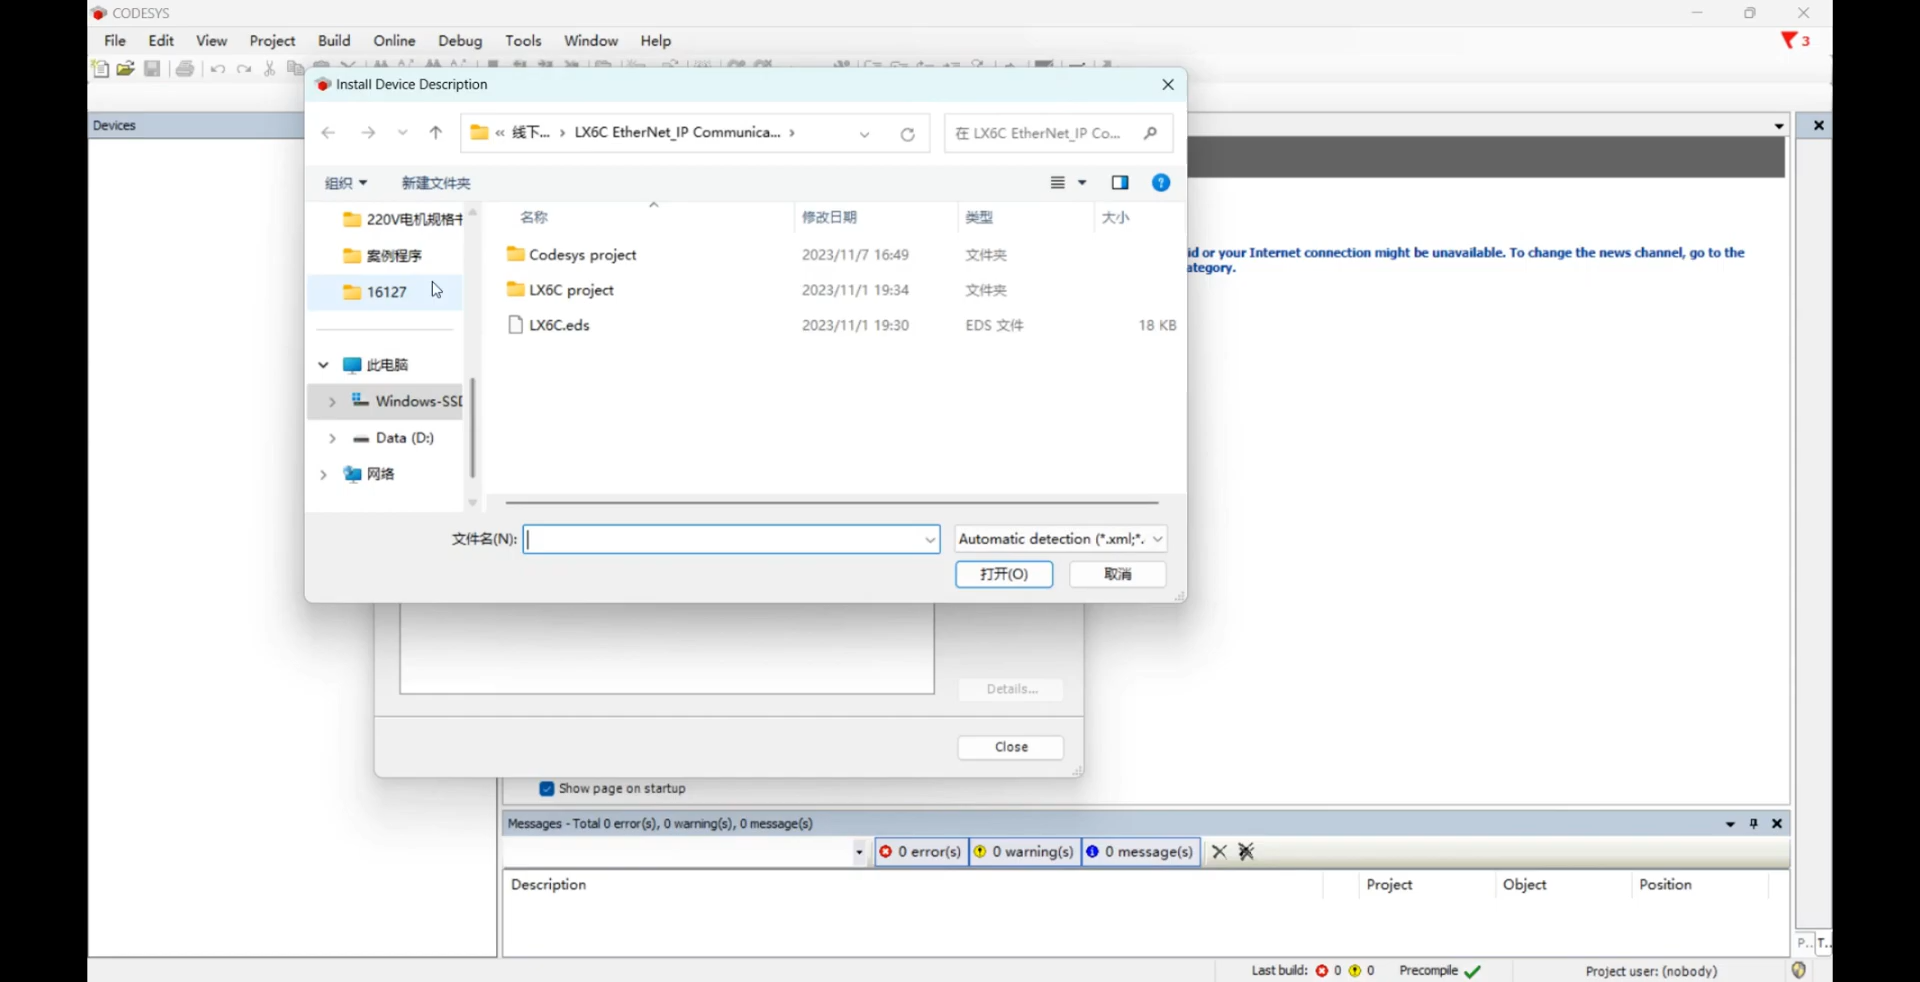 CODESYS
File Edit View Project Build Online Debug Tools Window Help
3
Install Device Description
Devices
« 线下... › LX6C EtherNet_IP Communica... ›
在 LX6C EtherNet_IP Co...
组织 新建文件夹
名称 修改日期 类型 大小
220V电机规格书
案例程序
16127
此电脑
Windows-SSD
Data (D:)
网络
Codesys project 2023/11/7 16:49 文件夹
LX6C project 2023/11/1 19:34 文件夹
LX6C.eds 2023/11/1 19:30 EDS 文件 18 KB
id or your Internet connection might be unavailable. To change the news channel, go to the
ategory.
文件名(N):
Automatic detection (*.xml;*.
打开(O) 取消
Details...
Close
Show page on startup
Messages - Total 0 error(s), 0 warning(s), 0 message(s)
0 error(s) 0 warning(s) 0 message(s)
Description Project Object Position
P... T...
Last build: 0 0 Precompile Project user: (nobody)